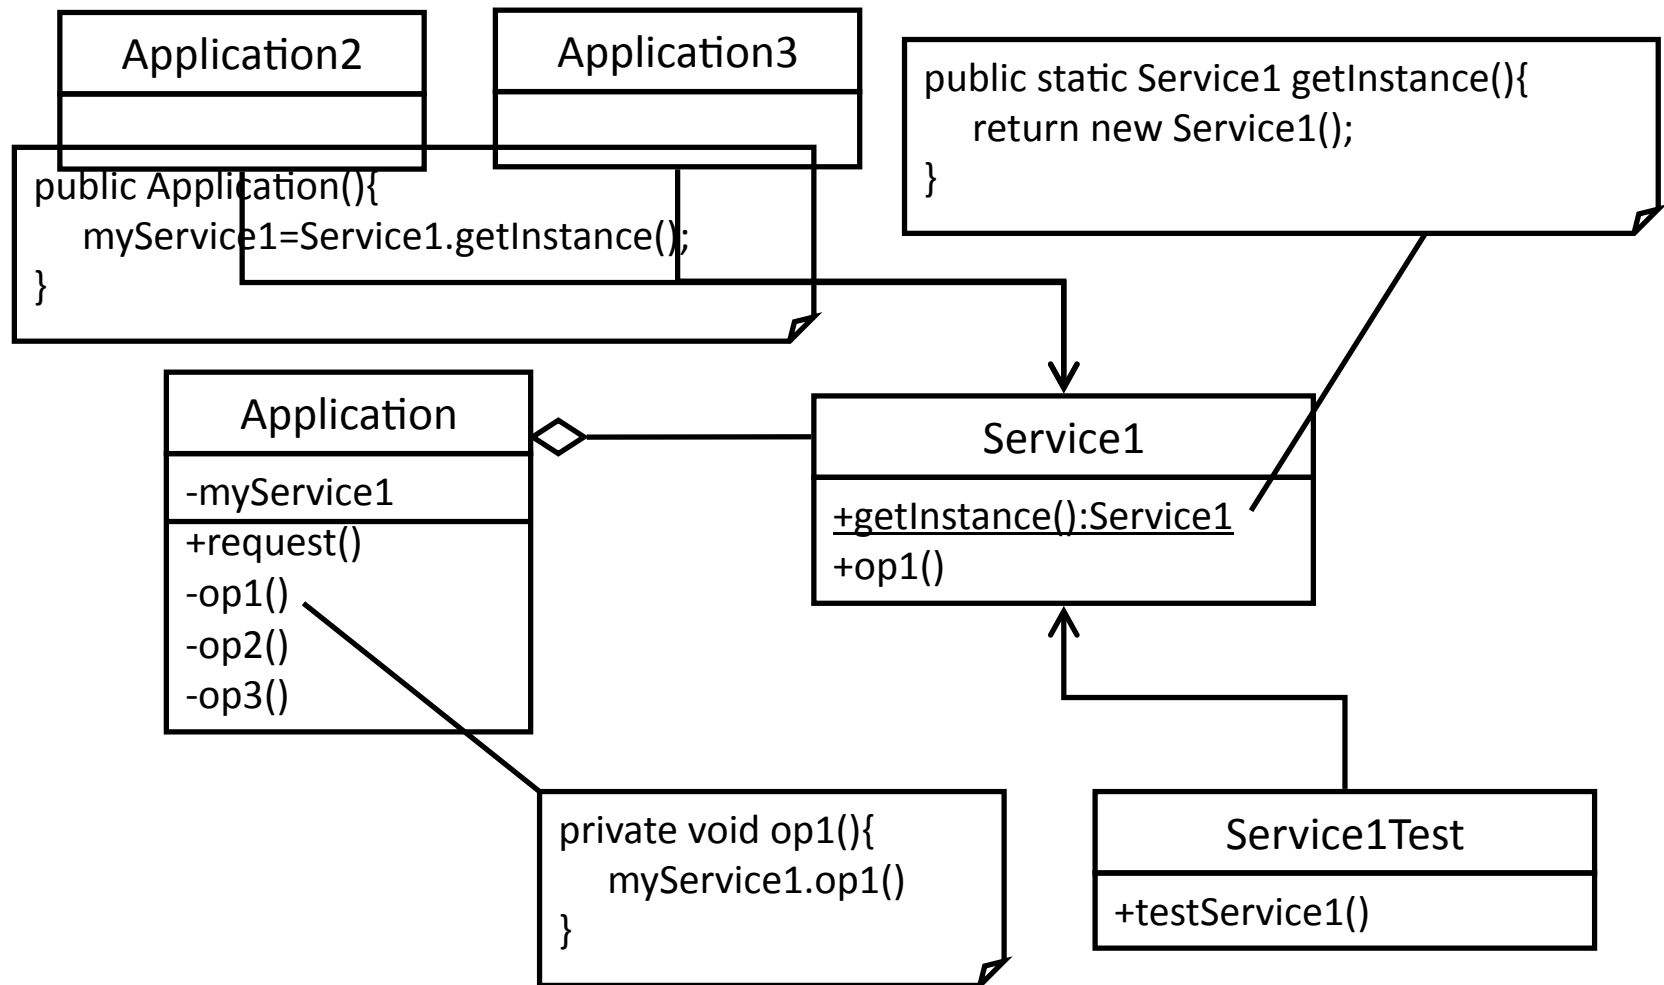 Application2
Application3
public static Service1 getInstance(){
return new Service1();
}
public Application(){
myService1=Service1.getInstance();
}
Application
-myService1
+request()
-op1()
-op2()
-op3()
Service1
+getInstance():Service1
+op1()
private void op1(){
myService1.op1()
}
Service1Test
+testService1()